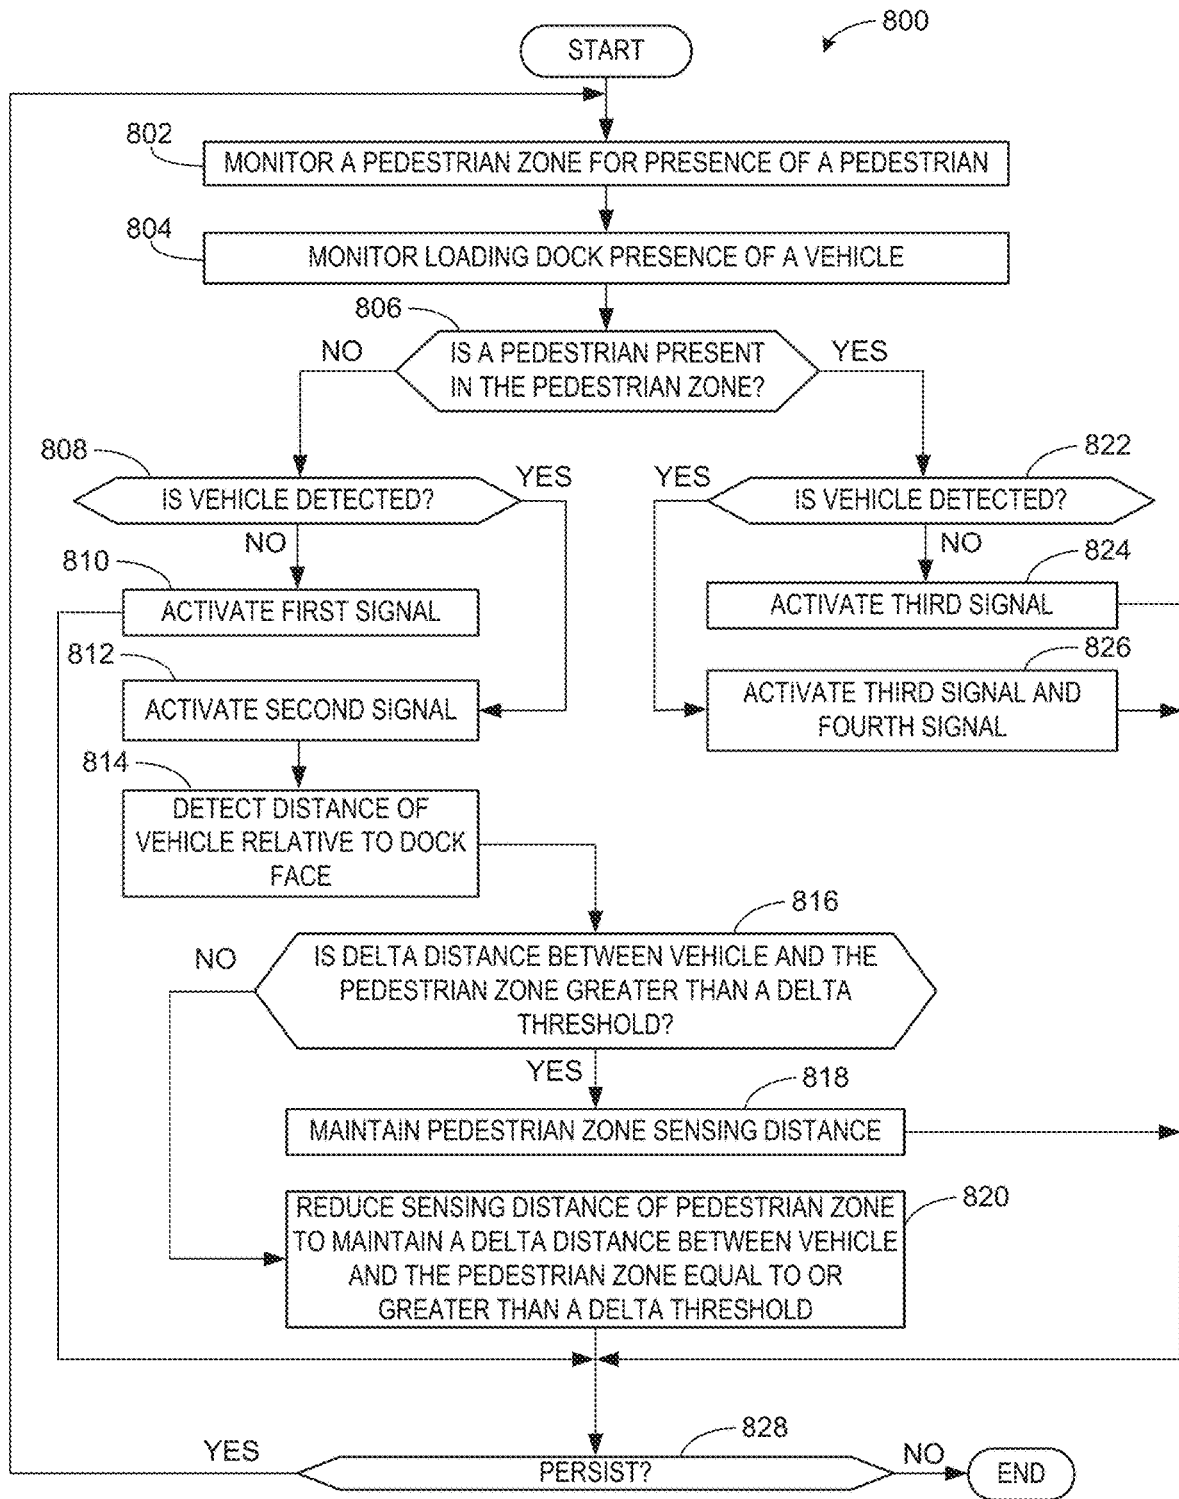 800
START
802
MONITOR A PEDESTRIAN ZONE FOR PRESENCE OF A PEDESTRIAN
804
MONITOR LOADING DOCK PRESENCE OF A VEHICLE
806
NO
IS A PEDESTRIAN PRESENT
IN THE PEDESTRIAN ZONE?
YES
808
IS VEHICLE DETECTED?
YES
NO
810
ACTIVATE FIRST SIGNAL
812
ACTIVATE SECOND SIGNAL
814
DETECT DISTANCE OF
VEHICLE RELATIVE TO DOCK
FACE
822
YES
IS VEHICLE DETECTED?
NO
824
ACTIVATE THIRD SIGNAL
826
ACTIVATE THIRD SIGNAL AND
FOURTH SIGNAL
816
NO
IS DELTA DISTANCE BETWEEN VEHICLE AND THE
PEDESTRIAN ZONE GREATER THAN A DELTA
THRESHOLD?
YES
818
MAINTAIN PEDESTRIAN ZONE SENSING DISTANCE
820
REDUCE SENSING DISTANCE OF PEDESTRIAN ZONE
TO MAINTAIN A DELTA DISTANCE BETWEEN VEHICLE
AND THE PEDESTRIAN ZONE EQUAL TO OR
GREATER THAN A DELTA THRESHOLD
828
YES
PERSIST?
NO
END